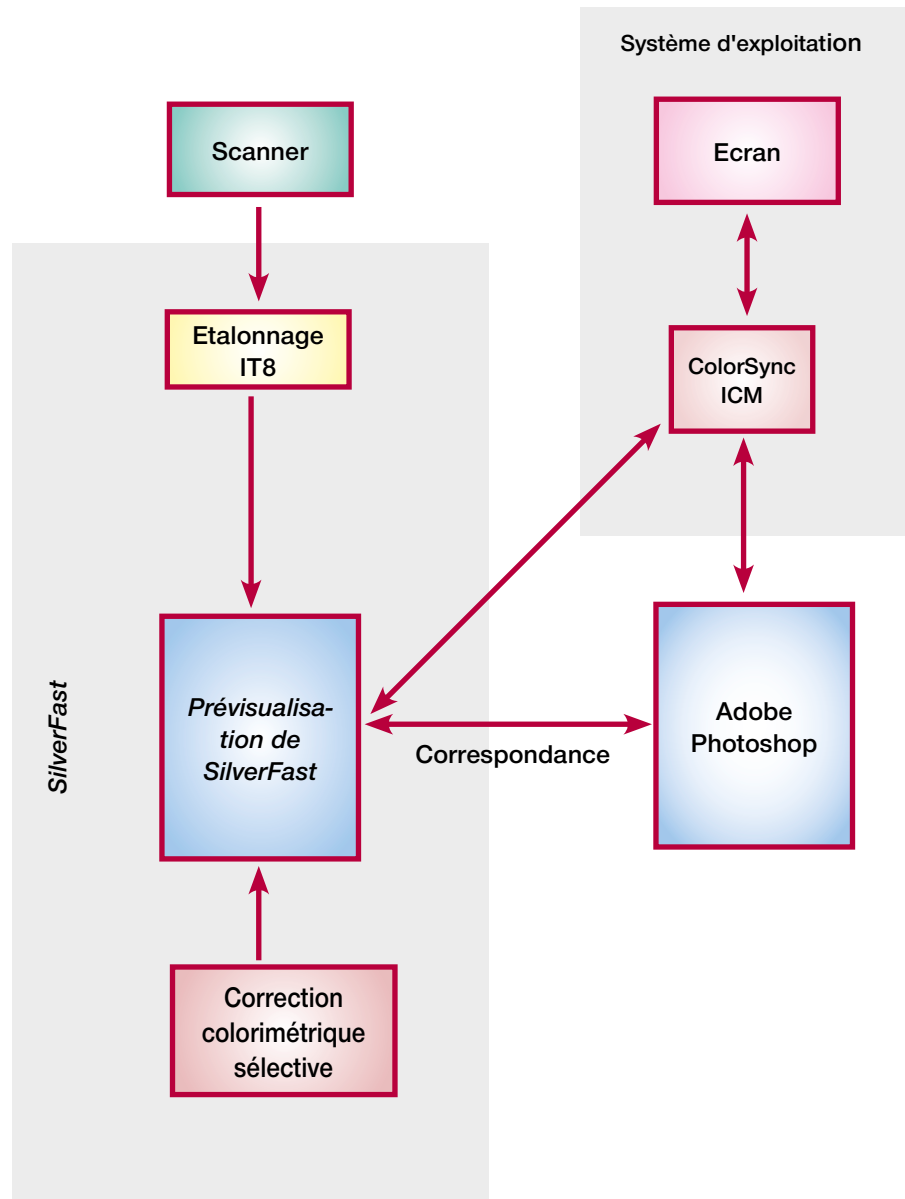 Système d'exploitation
Scanner
Ecran
Etalonnage
IT8
ColorSync
ICM
SilverFast
Prévisualisa-
tion de
SilverFast
Correspondance
Adobe
Photoshop
Correction
colorimétrique
sélective